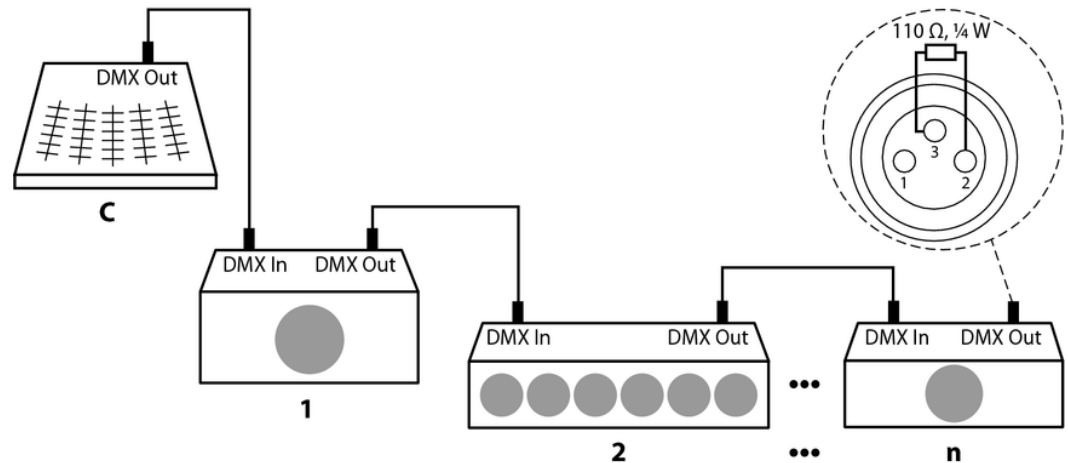 110 Ω, ¼ W
3
1
2
DMX Out
C
DMX In
DMX Out
1
DMX In
DMX Out
2
•••
•••
DMX In
DMX Out
n